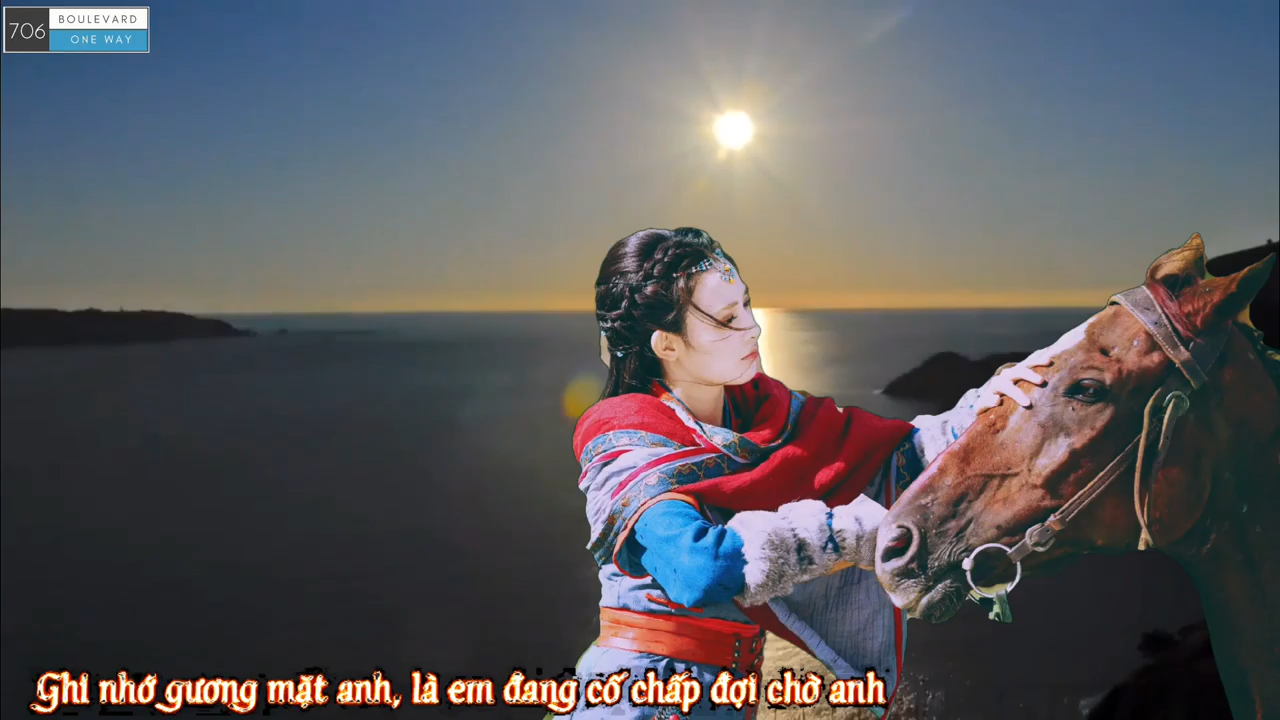 706
BOULEVARD
ONE WAY
Ghi nhớ gương mặt anh, là em đang cố chấp đợi chờ anh